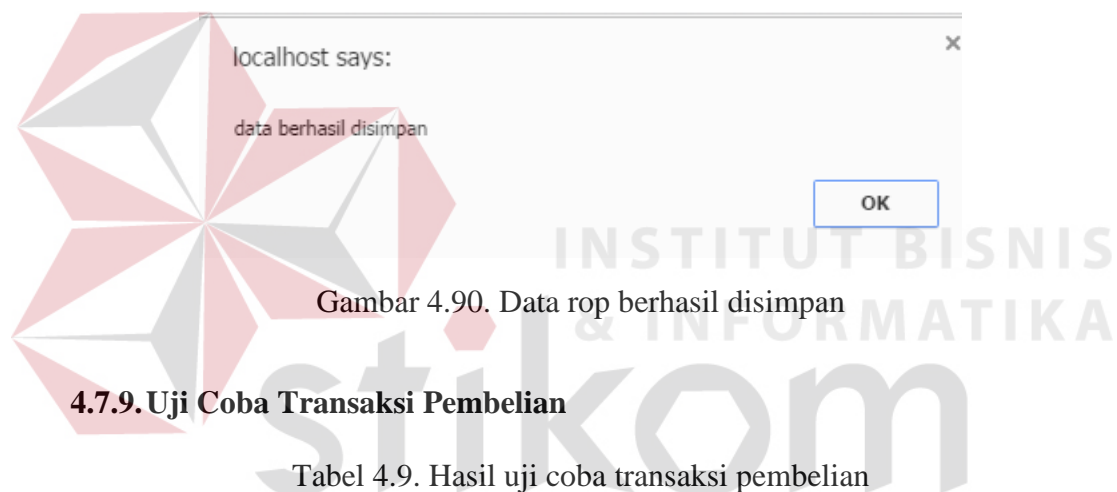 localhost says:
×
data berhasil disimpan
OK
INSTITUT BISNIS
Gambar 4.90. Data rop berhasil disimpan
& INFORMATIKA
stikom
4.7.9. Uji Coba Transaksi Pembelian
Tabel 4.9. Hasil uji coba transaksi pembelian